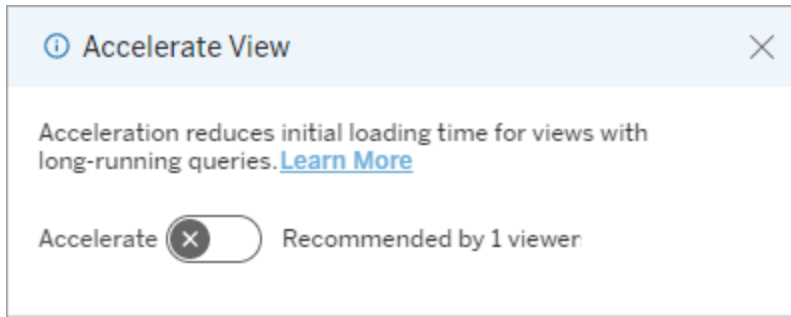 Accelerate View
Acceleration reduces initial loading time for views with
long-running queries. Learn More
Accelerate Recommended by 1 viewer